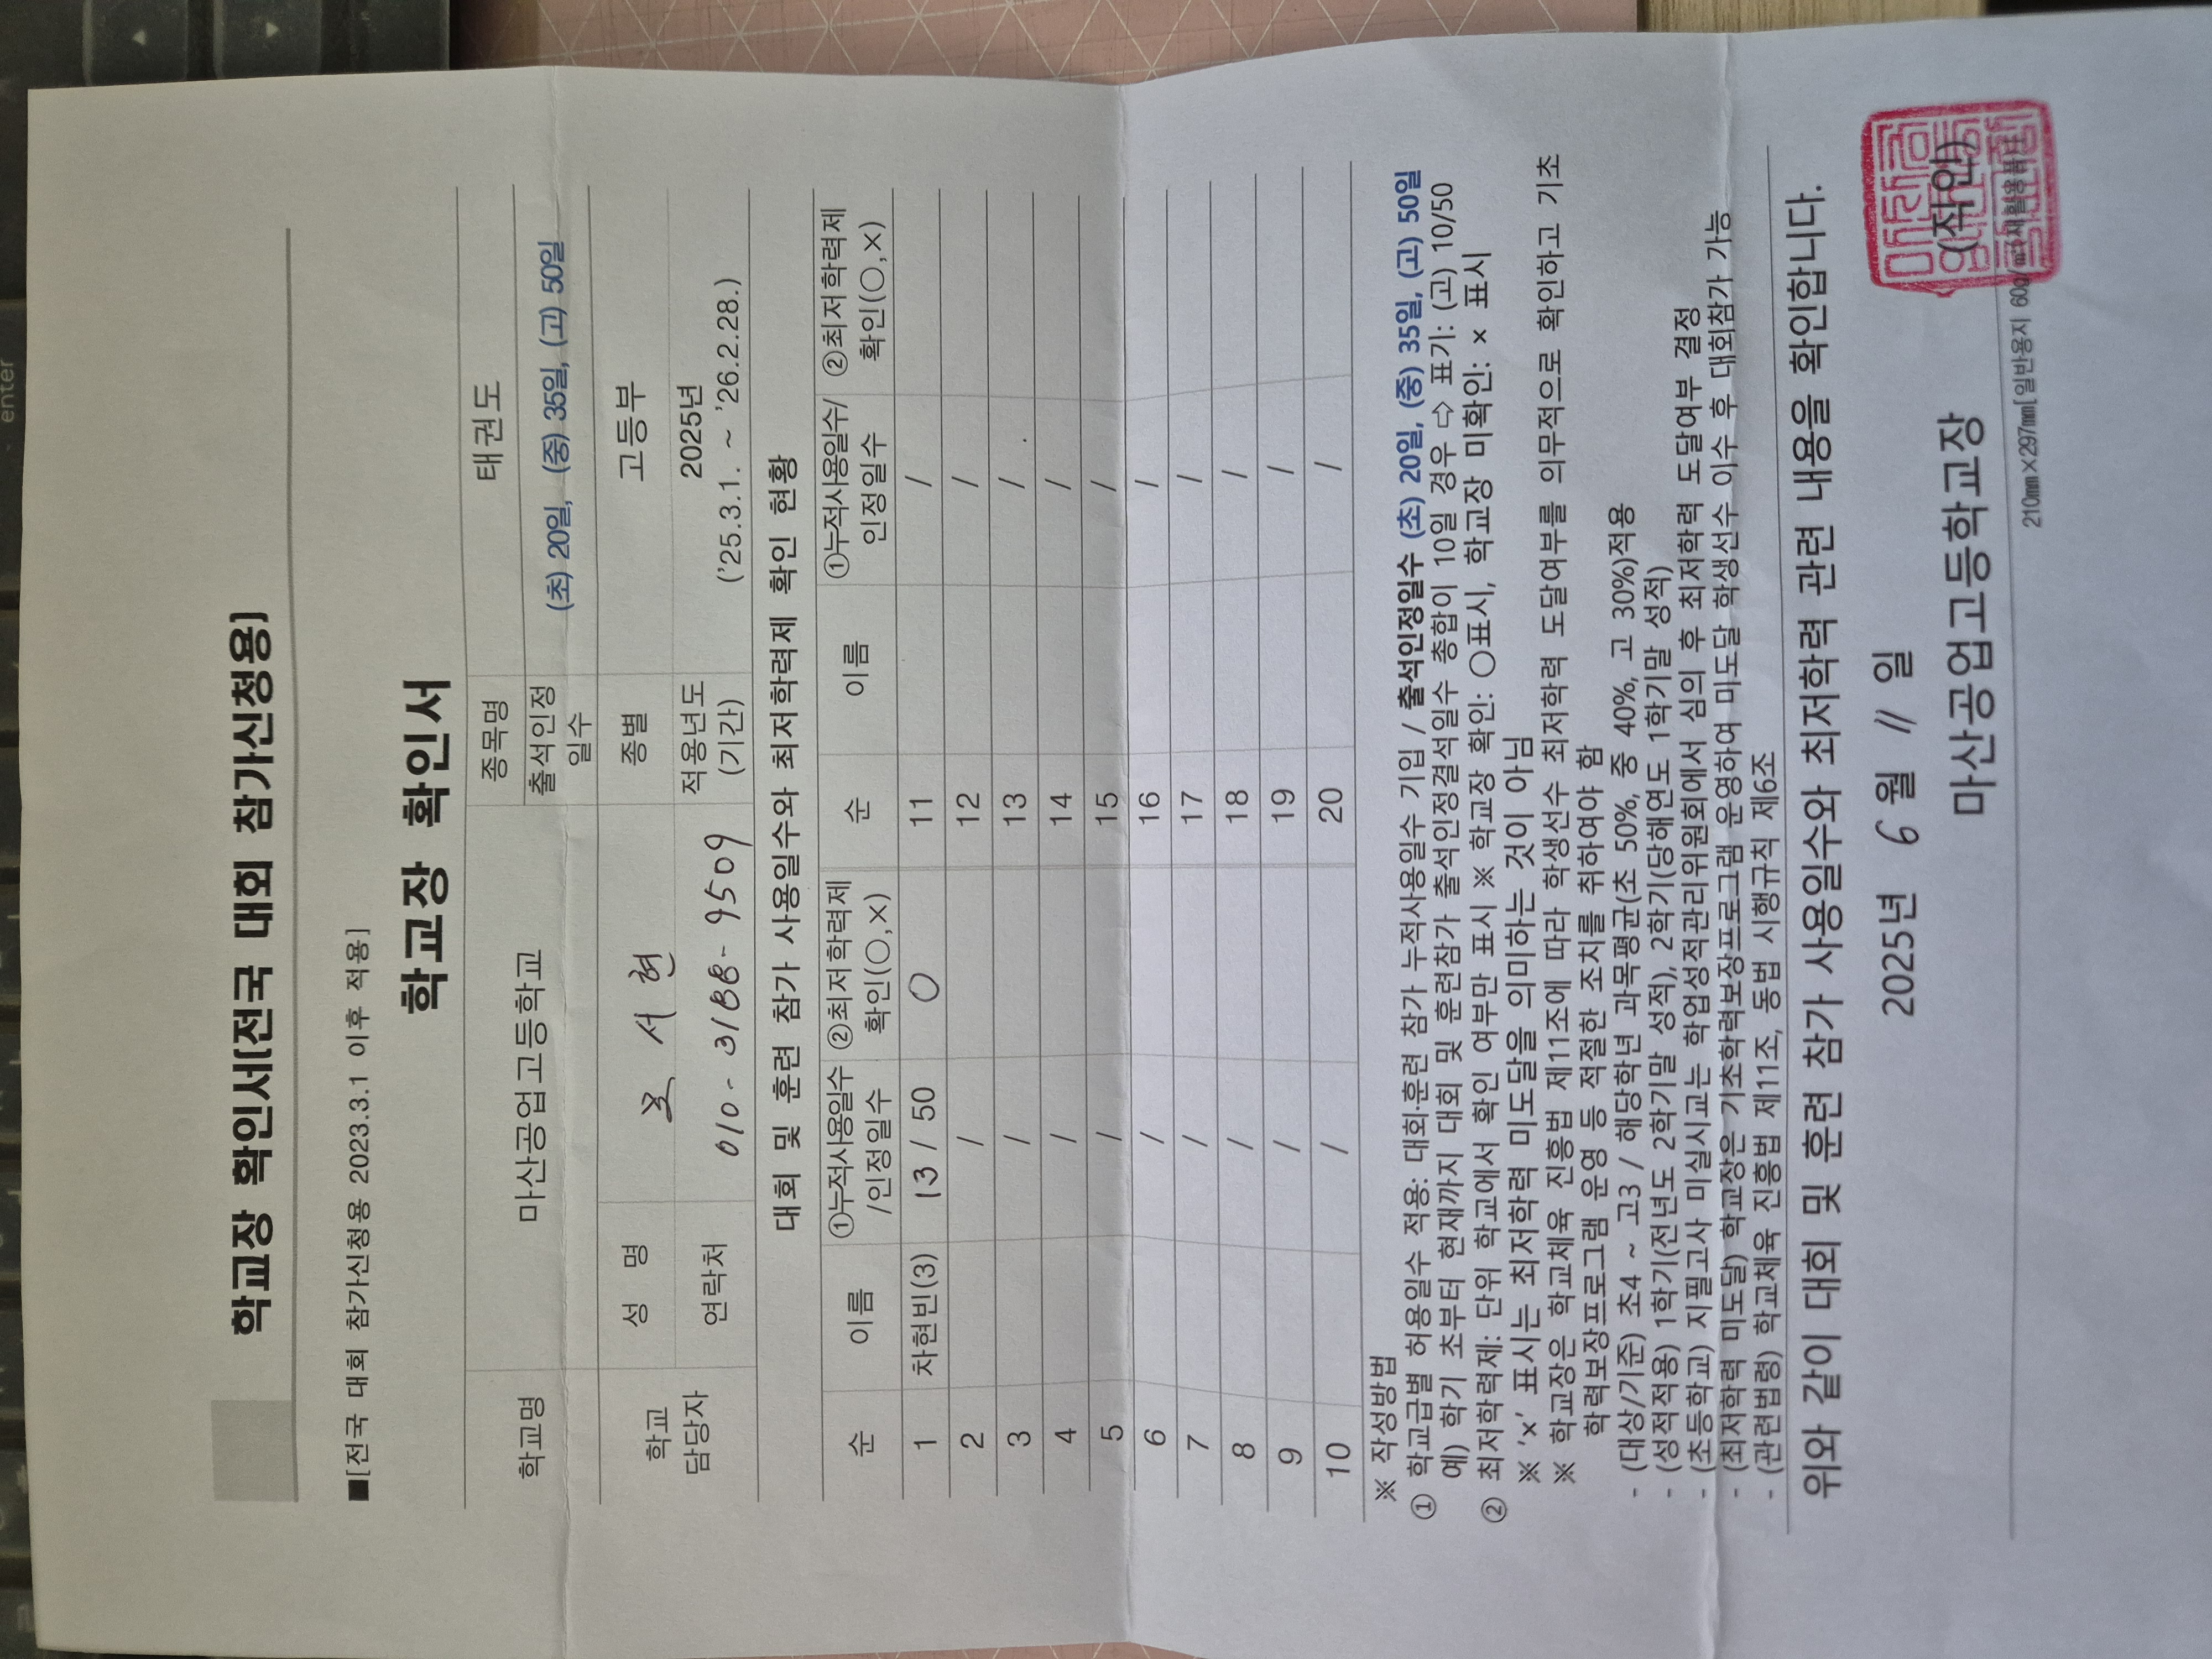 학교장 확인서[전국 대회 참가신청용]
■[전국 대회 참가신청용 2023.3.1 이후 적용]
학교장 확인서
학교명 마산공업고등학교 종목명 태권도
출석인정일수 (초) 20일, (중) 35일, (고) 50일
학교 담당자 성 명 서현 종별 고등부
연락처 010-3188-9509 적용년도(기간) 2025년 ('25.3.1. ~ '26.2.28.)
대회 및 훈련 참가 사용일수와 최저학력제 확인 현황
순 이름 ①누적사용일수/인정일수 ②최저학력제 확인(○,×) 순 이름 ①누적사용일수/인정일수 ②최저학력제 확인(○,×)
1 차현빈(3) 13 / 50 ○ 11 /
2 / 12 /
3 / 13 /
4 / 14 /
5 / 15 /
6 / 16 /
7 / 17 /
8 / 18 /
9 / 19 /
10 / 20 /
※ 작성방법
① 학교급별 허용일수 적용: 대회·훈련 참가 누적사용일수 기입 / 출석인정일수 (초) 20일, (중) 35일, (고) 50일
예) 학기 초부터 현재까지 대회 및 훈련참가 출석인정결석일수 총합이 10일 경우 ⇨ 표기: (고) 10/50
② 최저학력제: 단위 학교에서 확인 여부만 표시 ※ 학교장 확인: ○표시, 학교장 미확인: × 표시
※ '×' 표시는 최저학력 미도달을 의미하는 것이 아님
※ 학교장은 학교체육 진흥법 제11조에 따라 학생선수 최저학력 도달여부를 의무적으로 확인하고 기초
학력보장프로그램 운영 등 적절한 조치를 취하여야 함
- (대상/기준) 초4 ~ 고3 / 해당학년 과목평균(초 50%, 중 40%, 고 30%)적용
- (성적적용) 1학기(전년도 2학기말 성적), 2학기(당해연도 1학기말 성적)
- (초등학교) 지필고사 미실시교는 학업성적관리위원회에서 심의 후 최저학력 도달여부 결정
- (최저학력 미도달) 학교장은 기초학력보장프로그램 운영하여 미도달 학생선수 이수 후 대회참가 가능
- (관련법령) 학교체육 진흥법 제11조, 동법 시행규칙 제6조
위와 같이 대회 및 훈련 참가 사용일수와 최저학력 관련 내용을 확인합니다.
2025년 6 월 11 일
마산공업고등학교장 (직인)
210㎜×297㎜[일반용지 60g/㎡
enter